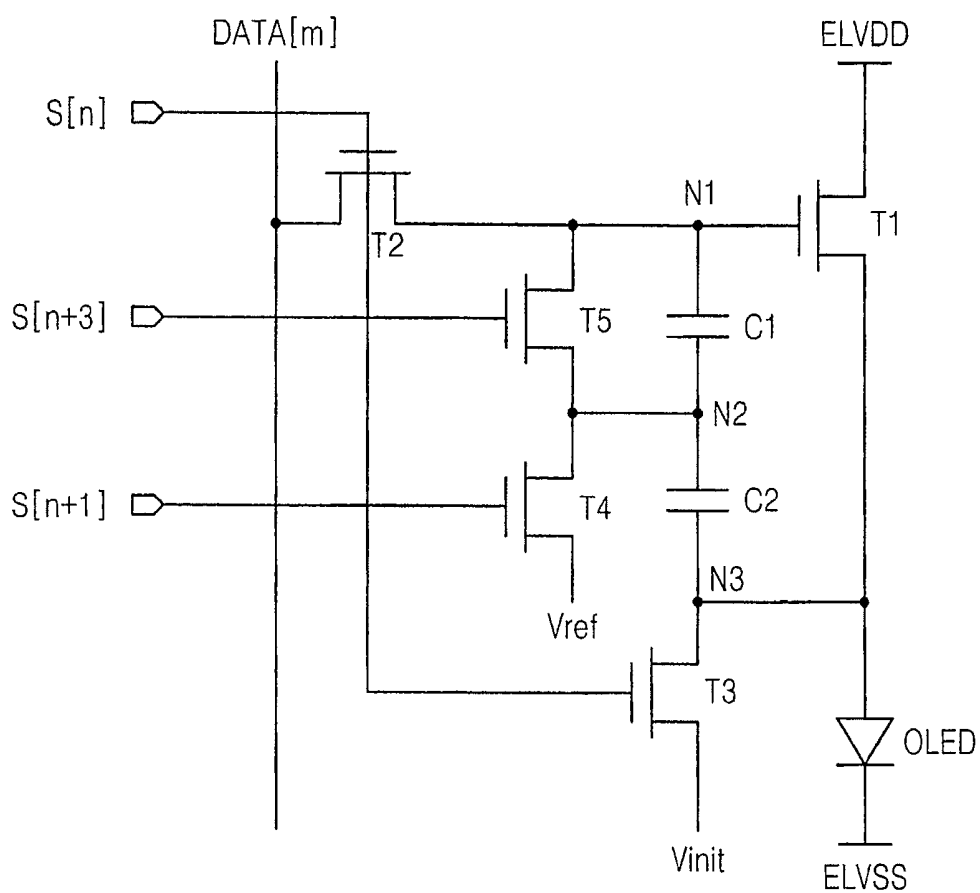 DATA[m]
ELVDD
S[n]
N1
T1
T2
S[n+3]
T5
C1
N2
S[n+1]
T4
C2
N3
Vref
T3
OLED
Vinit
ELVSS